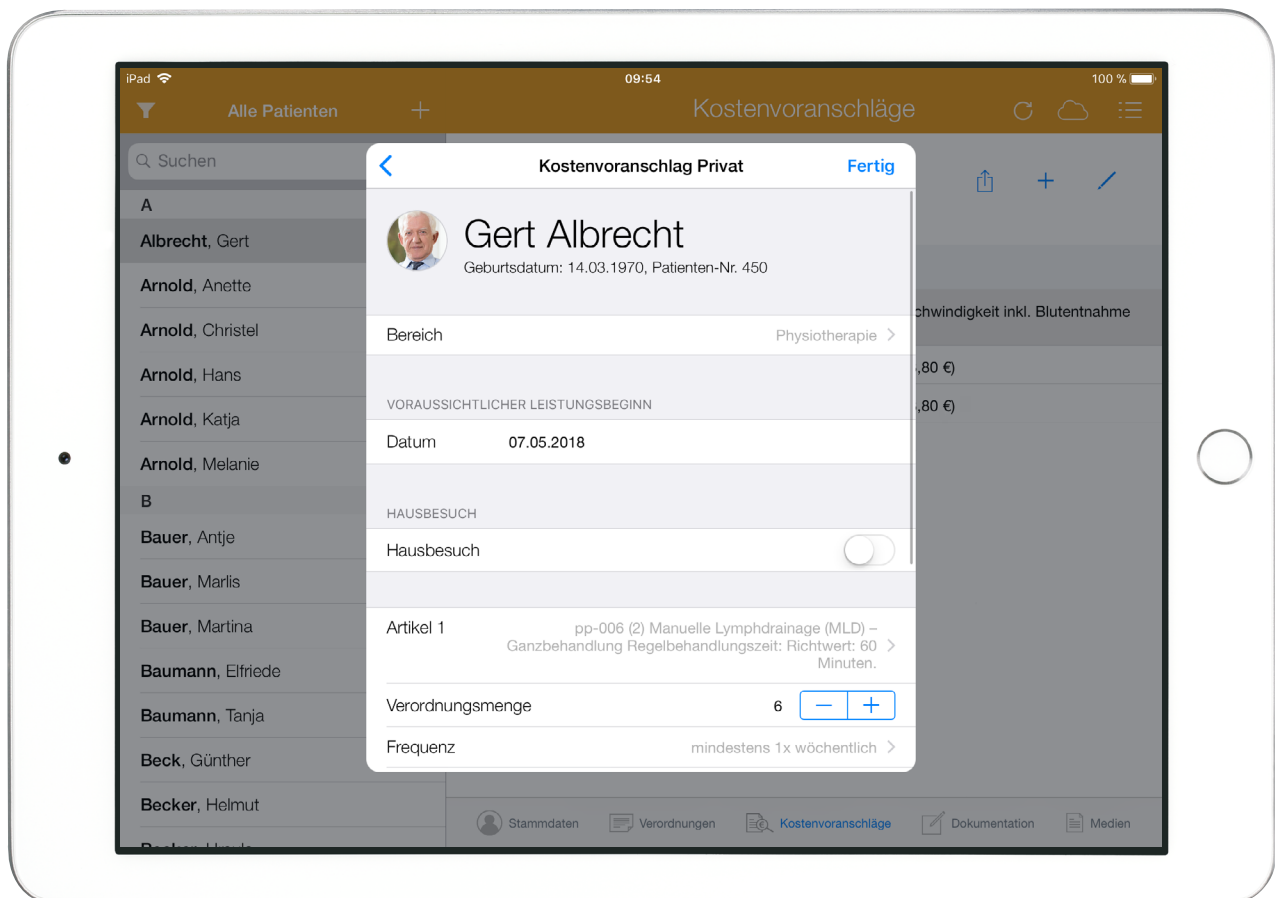 iPad 09:54 100 %
Alle Patienten Kostenvoranschläge
Suchen
A
Albrecht, Gert
Arnold, Anette
Arnold, Christel
Arnold, Hans
Arnold, Katja
Arnold, Melanie
B
Bauer, Antje
Bauer, Marlis
Bauer, Martina
Baumann, Elfriede
Baumann, Tanja
Beck, Günther
Becker, Helmut
Kostenvoranschlag Privat Fertig
Gert Albrecht
Geburtsdatum: 14.03.1970, Patienten-Nr. 450
Bereich Physiotherapie
VORAUSSICHTLICHER LEISTUNGSBEGINN
Datum 07.05.2018
HAUSBESUCH
Hausbesuch
Artikel 1 pp-006 (2) Manuelle Lymphdrainage (MLD) –
Ganzbehandlung Regelbehandlungszeit: Richtwert: 60
Minuten.
Verordnungsmenge 6 — +
Frequenz mindestens 1x wöchentlich
chwindigkeit inkl. Blutentnahme
,80 €)
,80 €)
Stammdaten Verordnungen Kostenvoranschläge Dokumentation Medien